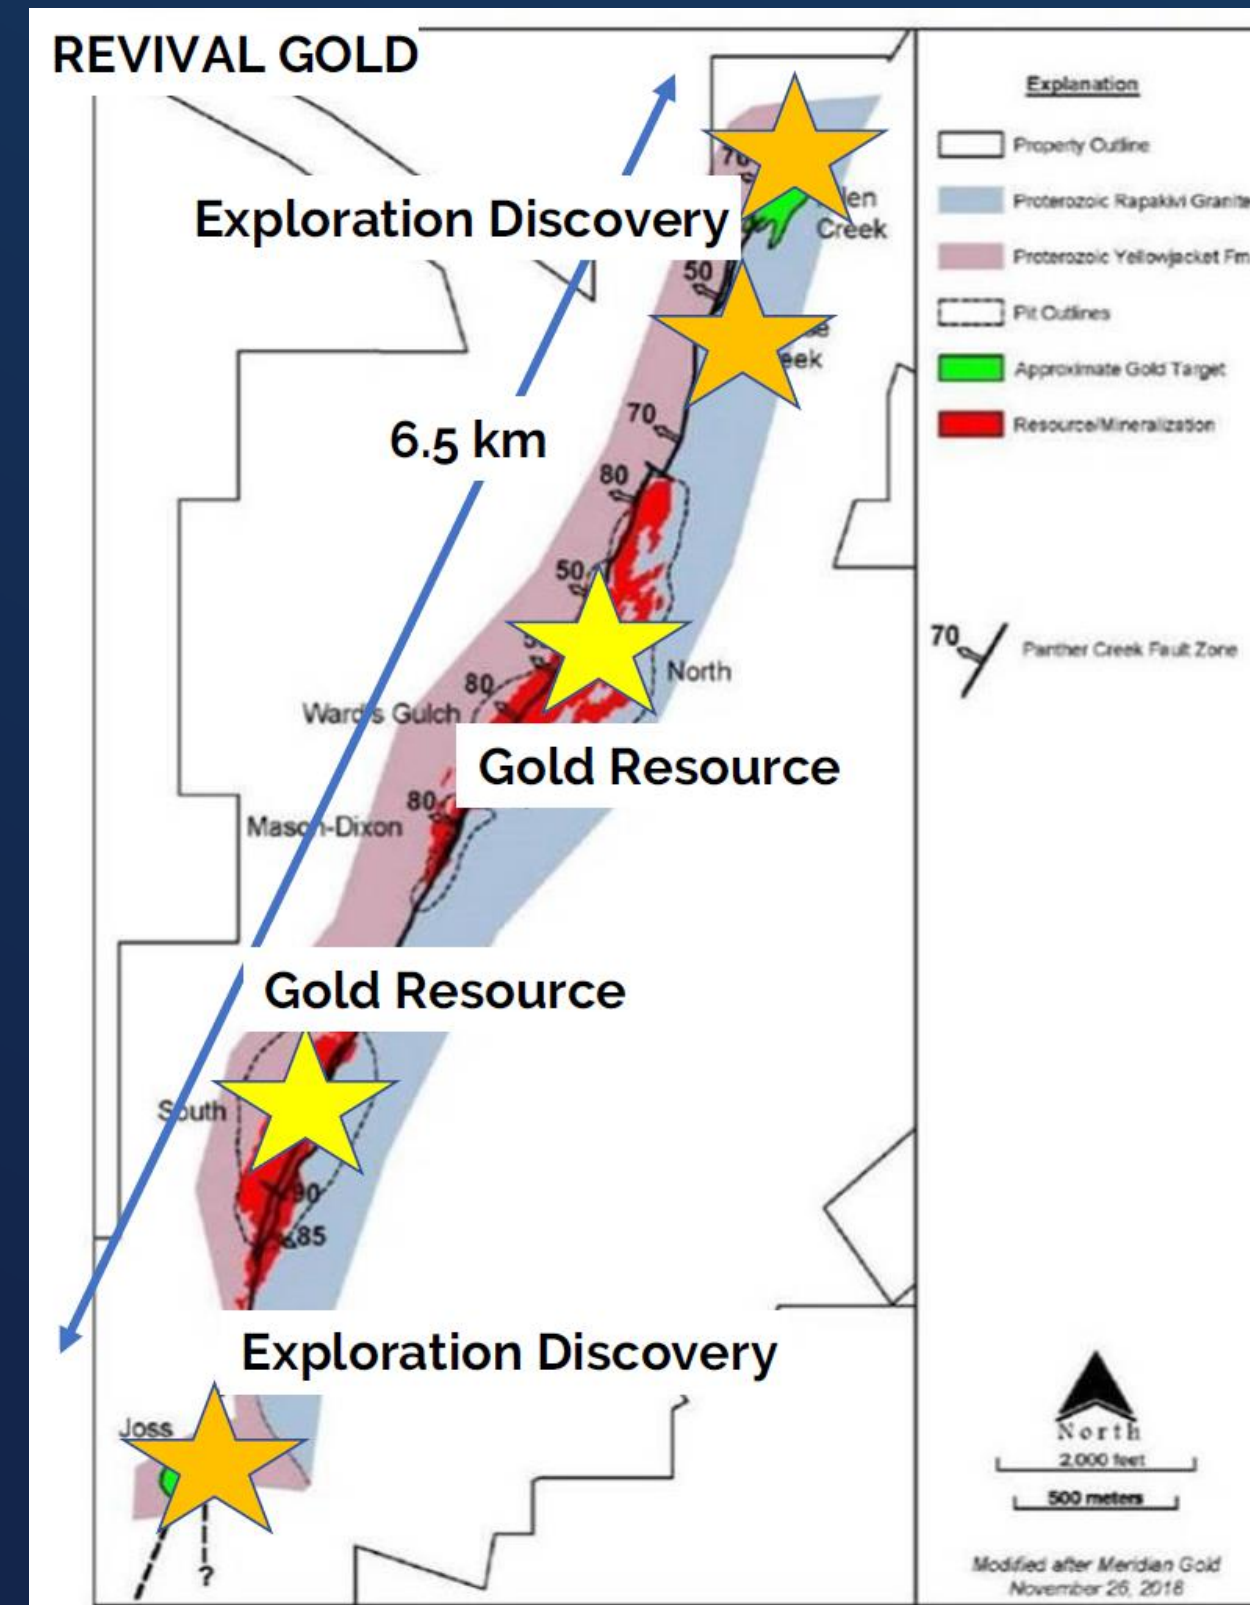 REVIVAL GOLD
Explanation
Property Outline
Proterozoic Rapakivi Granite
Proterozoic Yellowjacket Fm
Pit Outlines
Approximate Gold Target
Resource/Mineralization
70
Panther Creek Fault Zone
70
Exploration Discovery
Creek
50
70
6.5 km
80
50
North
80
Ward's Gulch
Gold Resource
80
Mason-Dixon
Gold Resource
South
90
85
Exploration Discovery
Joss
?
North
2,000 feet
500 meters
Modified after Meridian Gold
November 26, 2018